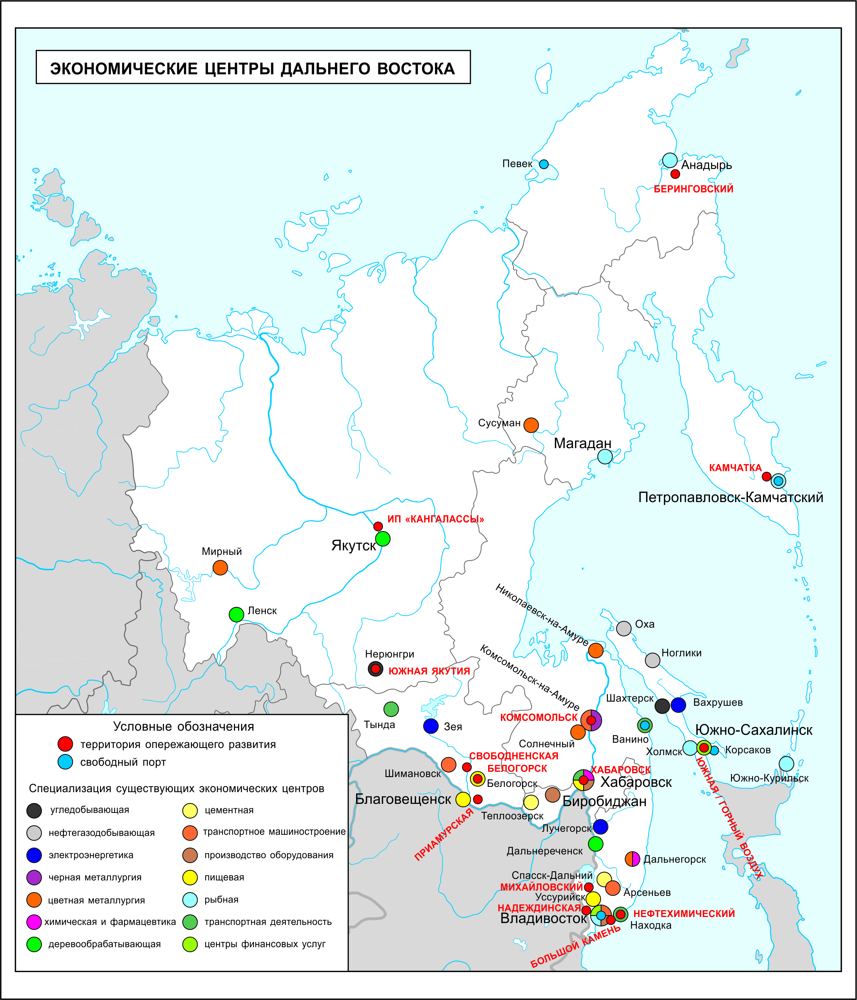 ЭКОНОМИЧЕСКИЕ ЦЕНТРЫ ДАЛЬНЕГО ВОСТОКА
Певек
Анадырь
БЕРИНГОВСКИЙ
Сусуман
Магадан
КАМЧАТКА
Петропавловск-Камчатский
ИП «КАНГАЛАССЫ»
Якутск
Мирный
Ленск
Николаевск-на-Амуре
Оха
Комсомольск-на-Амуре
Ноглики
Нерюнгри
ЮЖНАЯ ЯКУТИЯ
Шахтерск
Вахрушев
КОМСОМОЛЬСК
Тында
Зея
Южно-Сахалинск
Ванино
Солнечный
Холмск
Корсаков
СВОБОДНЕНСКАЯ
БЕЛОГОРСК
Шимановск
ХАБАРОВСК
Южно-Курильск
Белогорск
Хабаровск
Благовещенск
Биробиджан
Теплоозерск
ПРИАМУРСКАЯ
ЮЖНАЯ / ГОРНЫЙ ВОЗДУХ
Лучегорск
Дальнереченск
Дальнегорск
Спасск-Дальний
МИХАЙЛОВСКИЙ
Арсеньев
Уссурийск
НАДЕЖДИНСКАЯ
Владивосток
НЕФТЕХИМИЧЕСКИЙ
Находка
БОЛЬШОЙ КАМЕНЬ
Условные обозначения
территория опережающего развития
свободный порт
Специализация существующих экономических центров
угледобывающая
нефтегазодобывающая
электроэнергетика
черная металлургия
цветная металлургия
химическая и фармацевтика
деревообрабатывающая
цементная
транспортное машиностроение
производство оборудования
пищевая
рыбная
транспортная деятельность
центры финансовых услуг